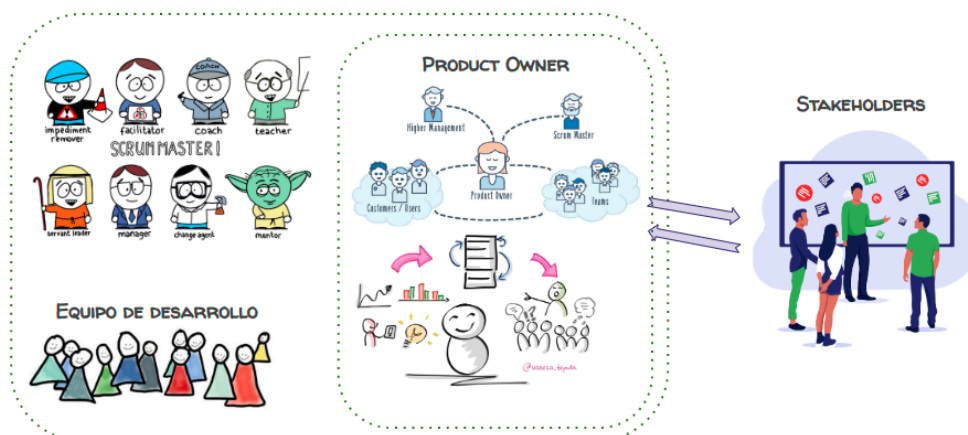 impediment
remover
facilitator
coach
COACH
teacher
SCRUM MASTER!
servant leader
manager
change agent
mentor
EQUIPO DE DESARROLLO
PRODUCT OWNER
Higher Management
Scrum Master
Customers / Users
Product Owner
Teams
STAKEHOLDERS